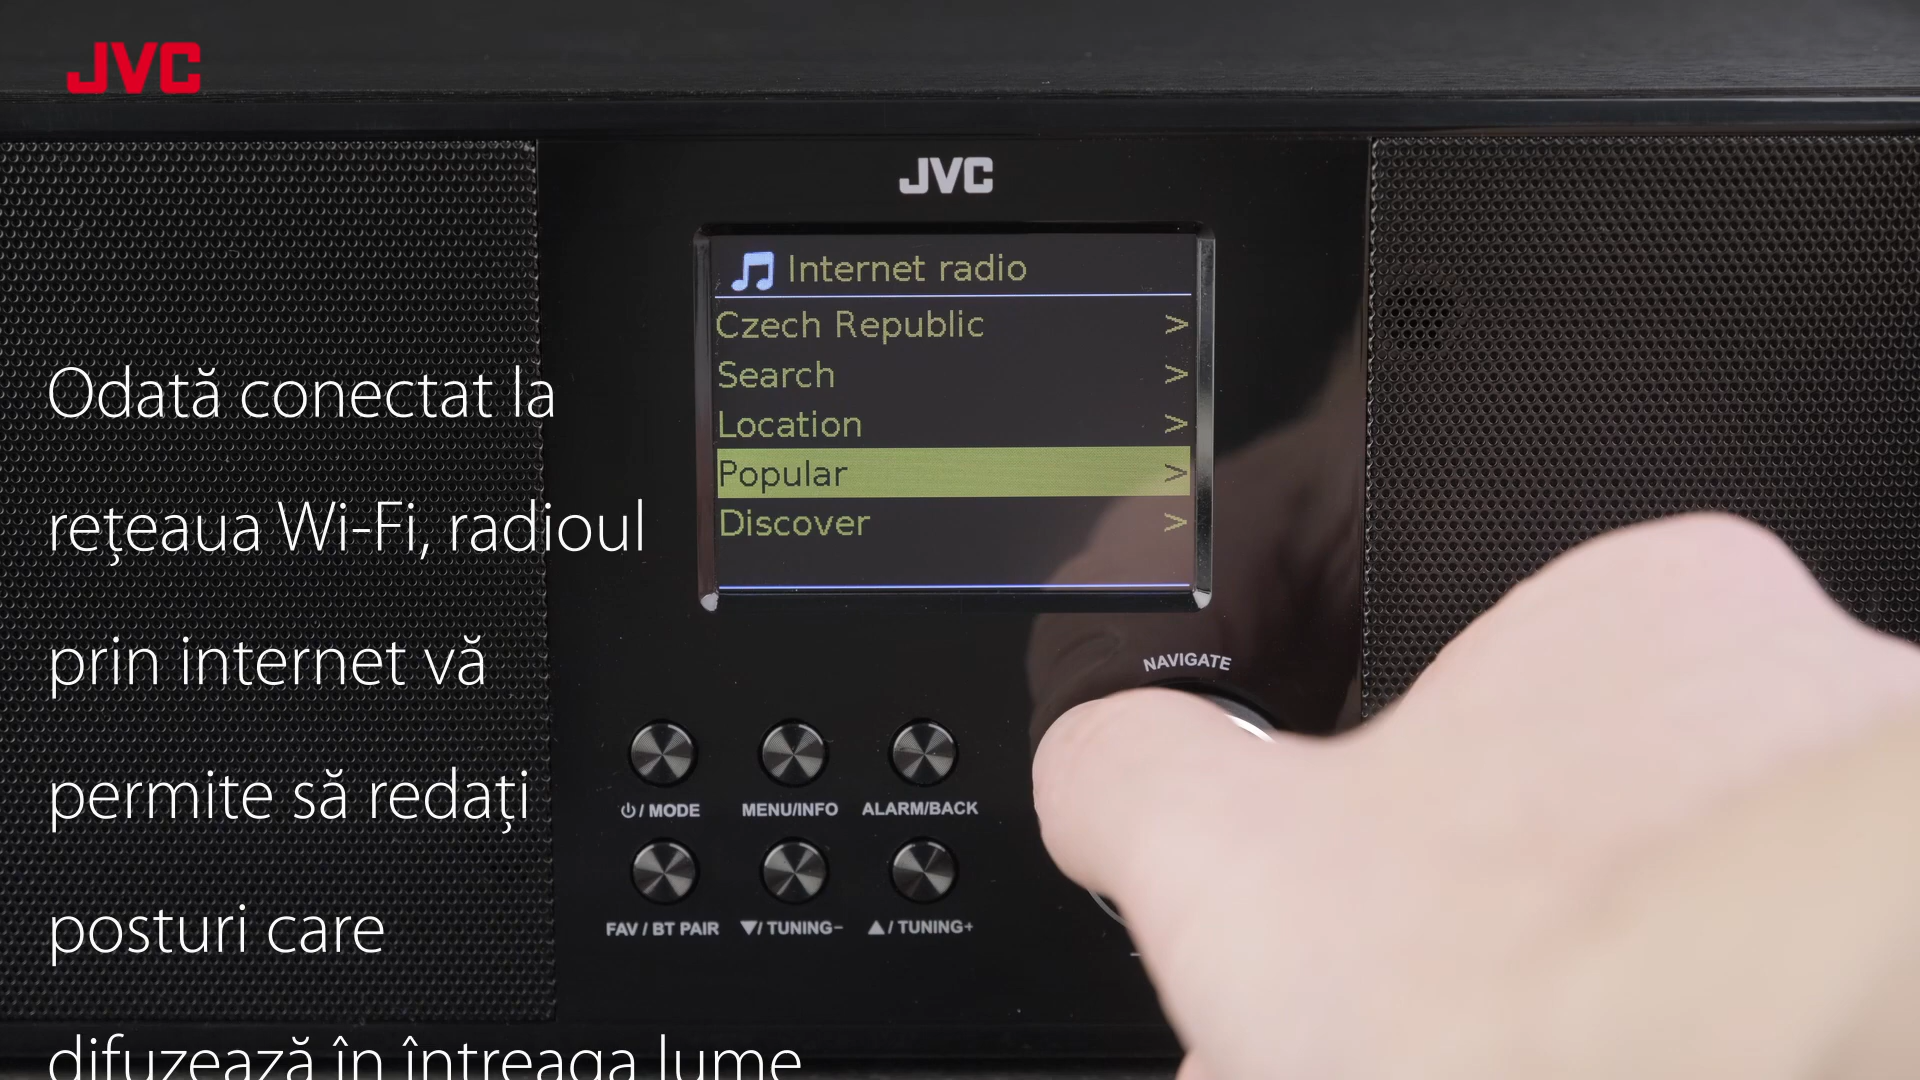 JVC
JVC
Internet radio
Czech Republic >
Search >
Location >
Popular >
Discover >
Odată conectat la
rețeaua Wi-Fi, radioul
prin internet vă
permite să redați
posturi care
difuzează în întreaga lume
NAVIGATE
⏻/ MODE
MENU/INFO
ALARM/BACK
FAV / BT PAIR
▼/ TUNING-
▲/ TUNING+